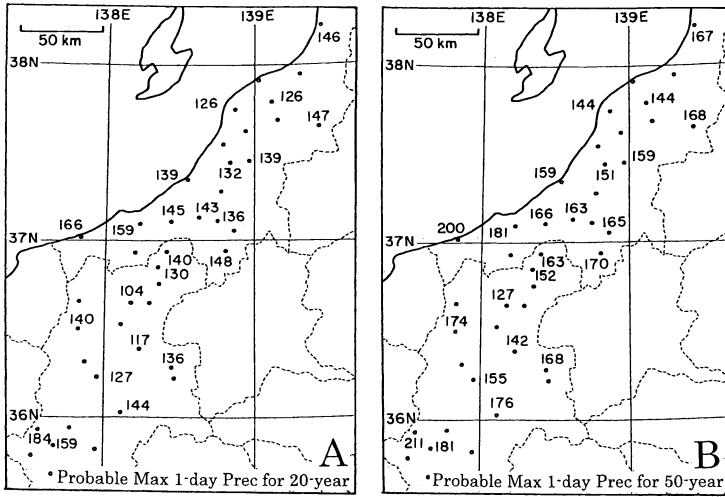 138E 139E
50 km
146
38N
126 126
147
139 132 139
145 143 136
166 159
37N
140 148
130
104
140
117
136
127
144
36N
184 159
A
Probable Max 1-day Prec for 20-year
138E 139E
50 km
167
38N
144 144
168
159 151 159
166 163 165
200 181
37N
163 170
152
127
174
142
168
155
176
36N
211 181
B
Probable Max 1-day Prec for 50-year